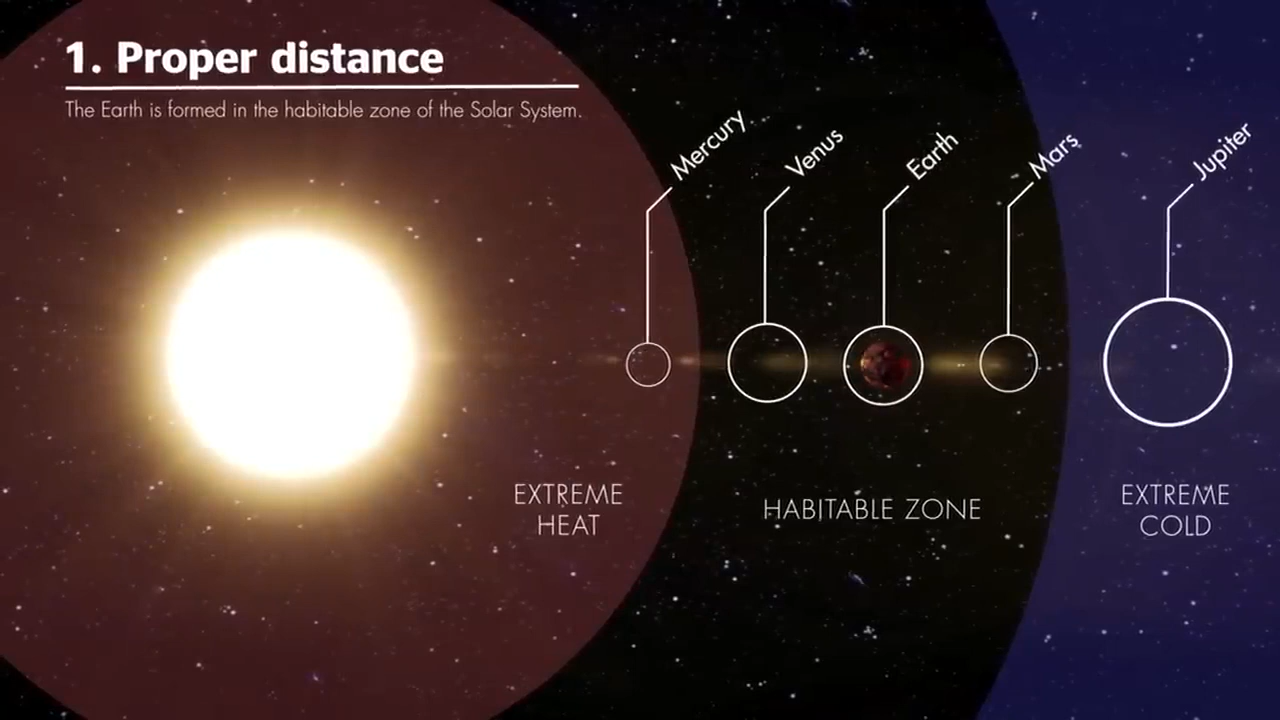 1. Proper distance
The Earth is formed in the habitable zone of the Solar System.
Mercury
Venus
Earth
Mars
Jupiter
EXTREME
HEAT
HABITABLE ZONE
EXTREME
COLD